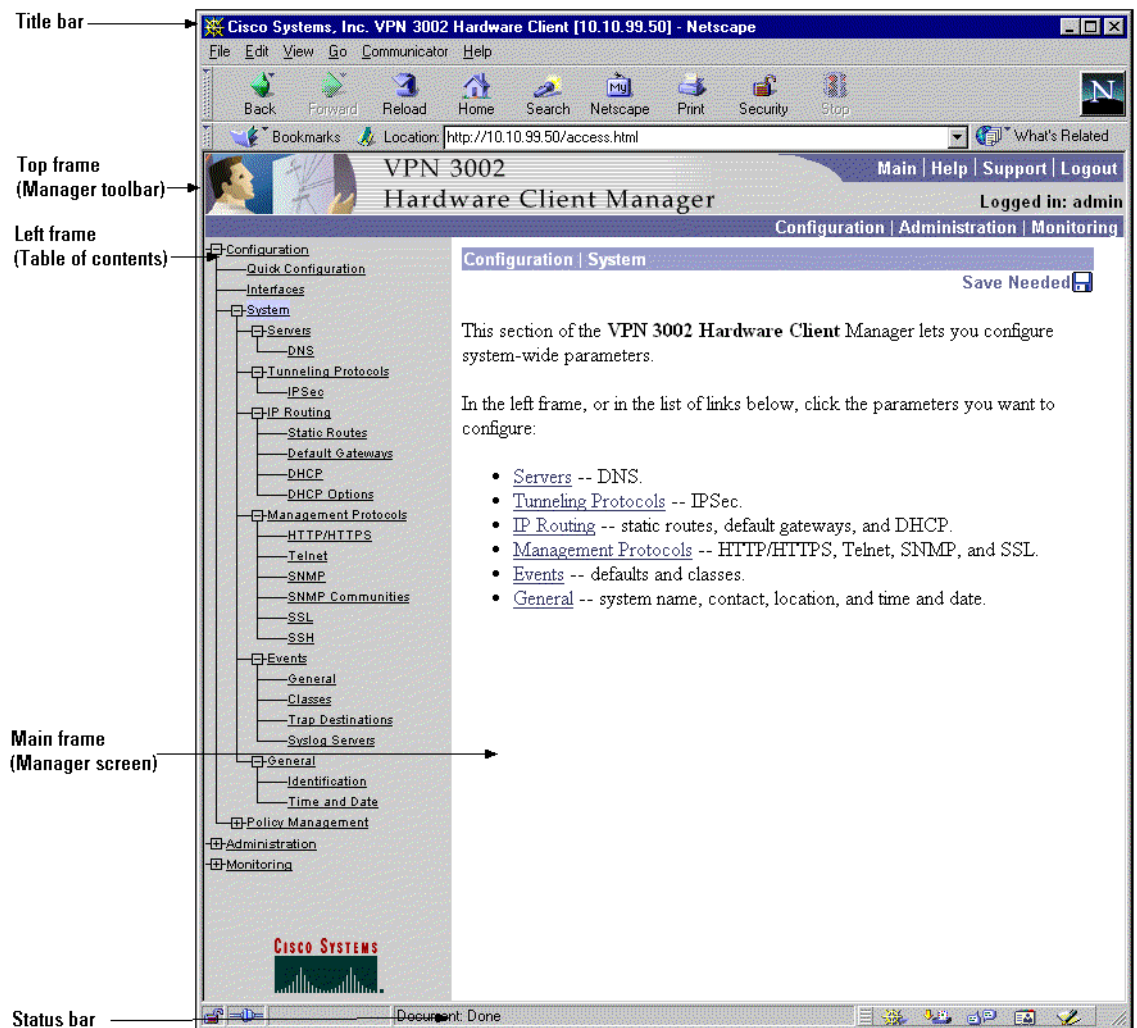 Title bar
Cisco Systems, Inc. VPN 3002 Hardware Client [10.10.99.50] - Netscape
File Edit View Go Communicator Help
Back Forward Reload Home Search Netscape Print Security Stop
My
N
Bookmarks Location: http://10.10.99.50/access.html What's Related
Top frame
(Manager toolbar)
VPN 3002
Hardware Client Manager
Main | Help | Support | Logout
Logged in: admin
Configuration | Administration | Monitoring
Left frame
(Table of contents)
Configuration
Quick Configuration
Interfaces
System
Servers
DNS
Tunneling Protocols
IPSec
IP Routing
Static Routes
Default Gateways
DHCP
DHCP Options
Management Protocols
HTTP/HTTPS
Telnet
SNMP
SNMP Communities
SSL
SSH
Events
General
Classes
Trap Destinations
Syslog Servers
General
Identification
Time and Date
Policy Management
Administration
Monitoring
CISCO SYSTEMS
Configuration | System
Save Needed
This section of the VPN 3002 Hardware Client Manager lets you configure
system-wide parameters.
In the left frame, or in the list of links below, click the parameters you want to
configure:
• Servers -- DNS.
• Tunneling Protocols -- IPSec.
• IP Routing -- static routes, default gateways, and DHCP.
• Management Protocols -- HTTP/HTTPS, Telnet, SNMP, and SSL.
• Events -- defaults and classes.
• General -- system name, contact, location, and time and date.
Main frame
(Manager screen)
Status bar
Document: Done